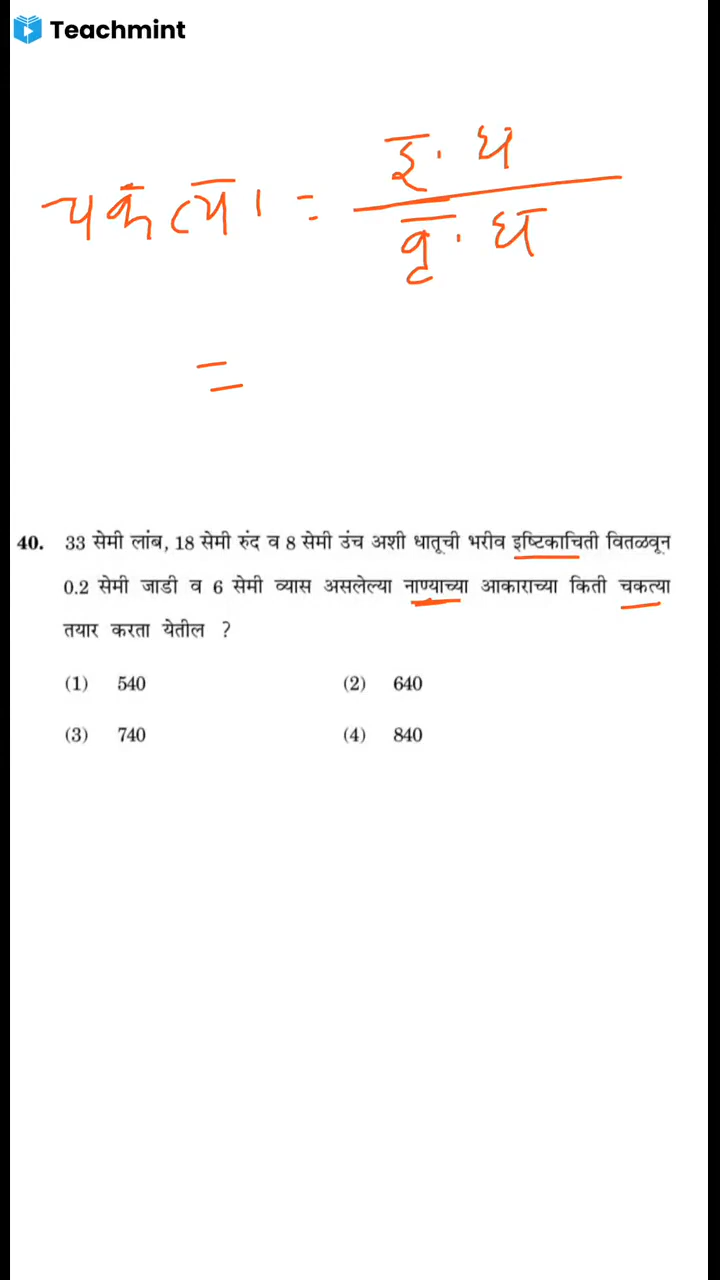 Teachmint
चकत्या = इ. घ
वृ. घ
=
40. 33 सेमी लांब, 18 सेमी रुंद व 8 सेमी उंच अशी धातूची भरीव इष्टिकाचिती वितळवून
0.2 सेमी जाडी व 6 सेमी व्यास असलेल्या नाण्याच्या आकाराच्या किती चकत्या
तयार करता येतील ?
(1) 540 (2) 640
(3) 740 (4) 840